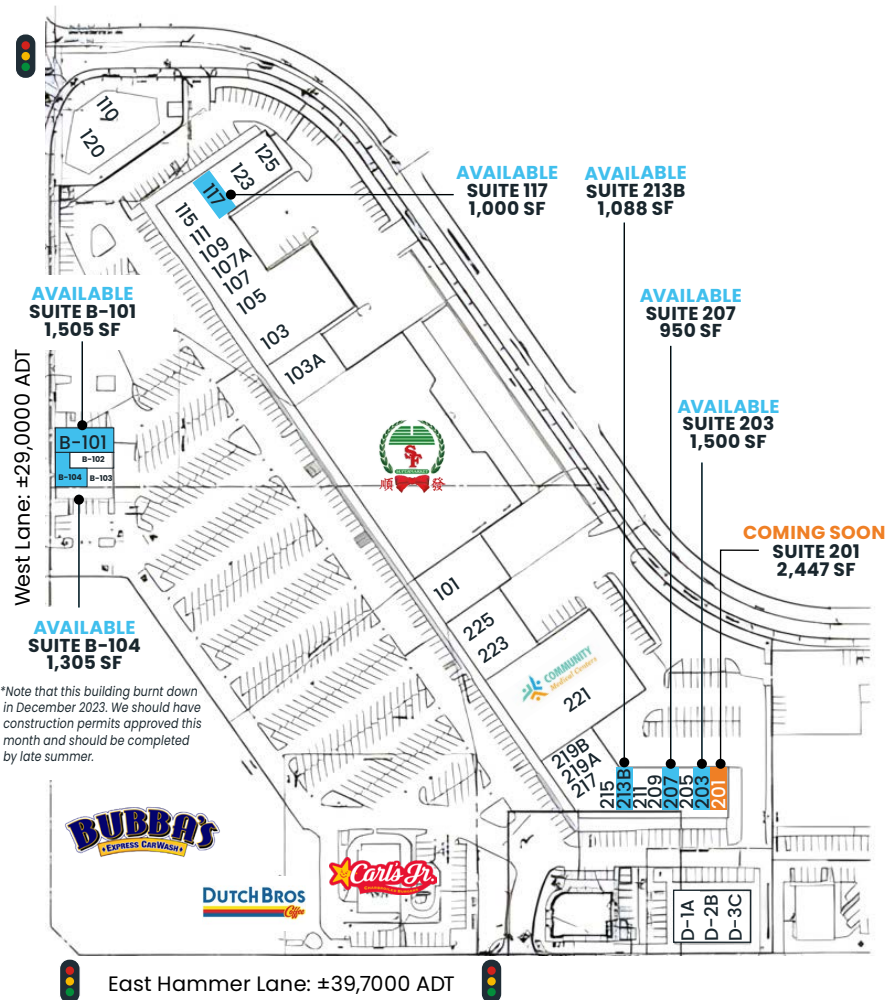 119
120
125
123
117
115
111
109
107A
107
105
103
103A
AVAILABLE
SUITE 117
1,000 SF
AVAILABLE
SUITE 213B
1,088 SF
AVAILABLE
SUITE B-101
1,505 SF
AVAILABLE
SUITE 207
950 SF
AVAILABLE
SUITE 203
1,500 SF
West Lane: ±29,0000 ADT
B-101
B-102
B-104
B-103
SF
順
發
COMING SOON
SUITE 201
2,447 SF
101
225
223
COMMUNITY
Medical Centers
221
AVAILABLE
SUITE B-104
1,305 SF
*Note that this building burnt down
in December 2023. We should have
construction permits approved this
month and should be completed
by late summer.
219B
219A
217
215
213B
211
209
207
205
203
201
BUBBA'S
EXPRESS CAR WASH
DUTCH BROS
Coffee
Carl's Jr.
D-1A
D-2B
D-3C
East Hammer Lane: ±39,7000 ADT